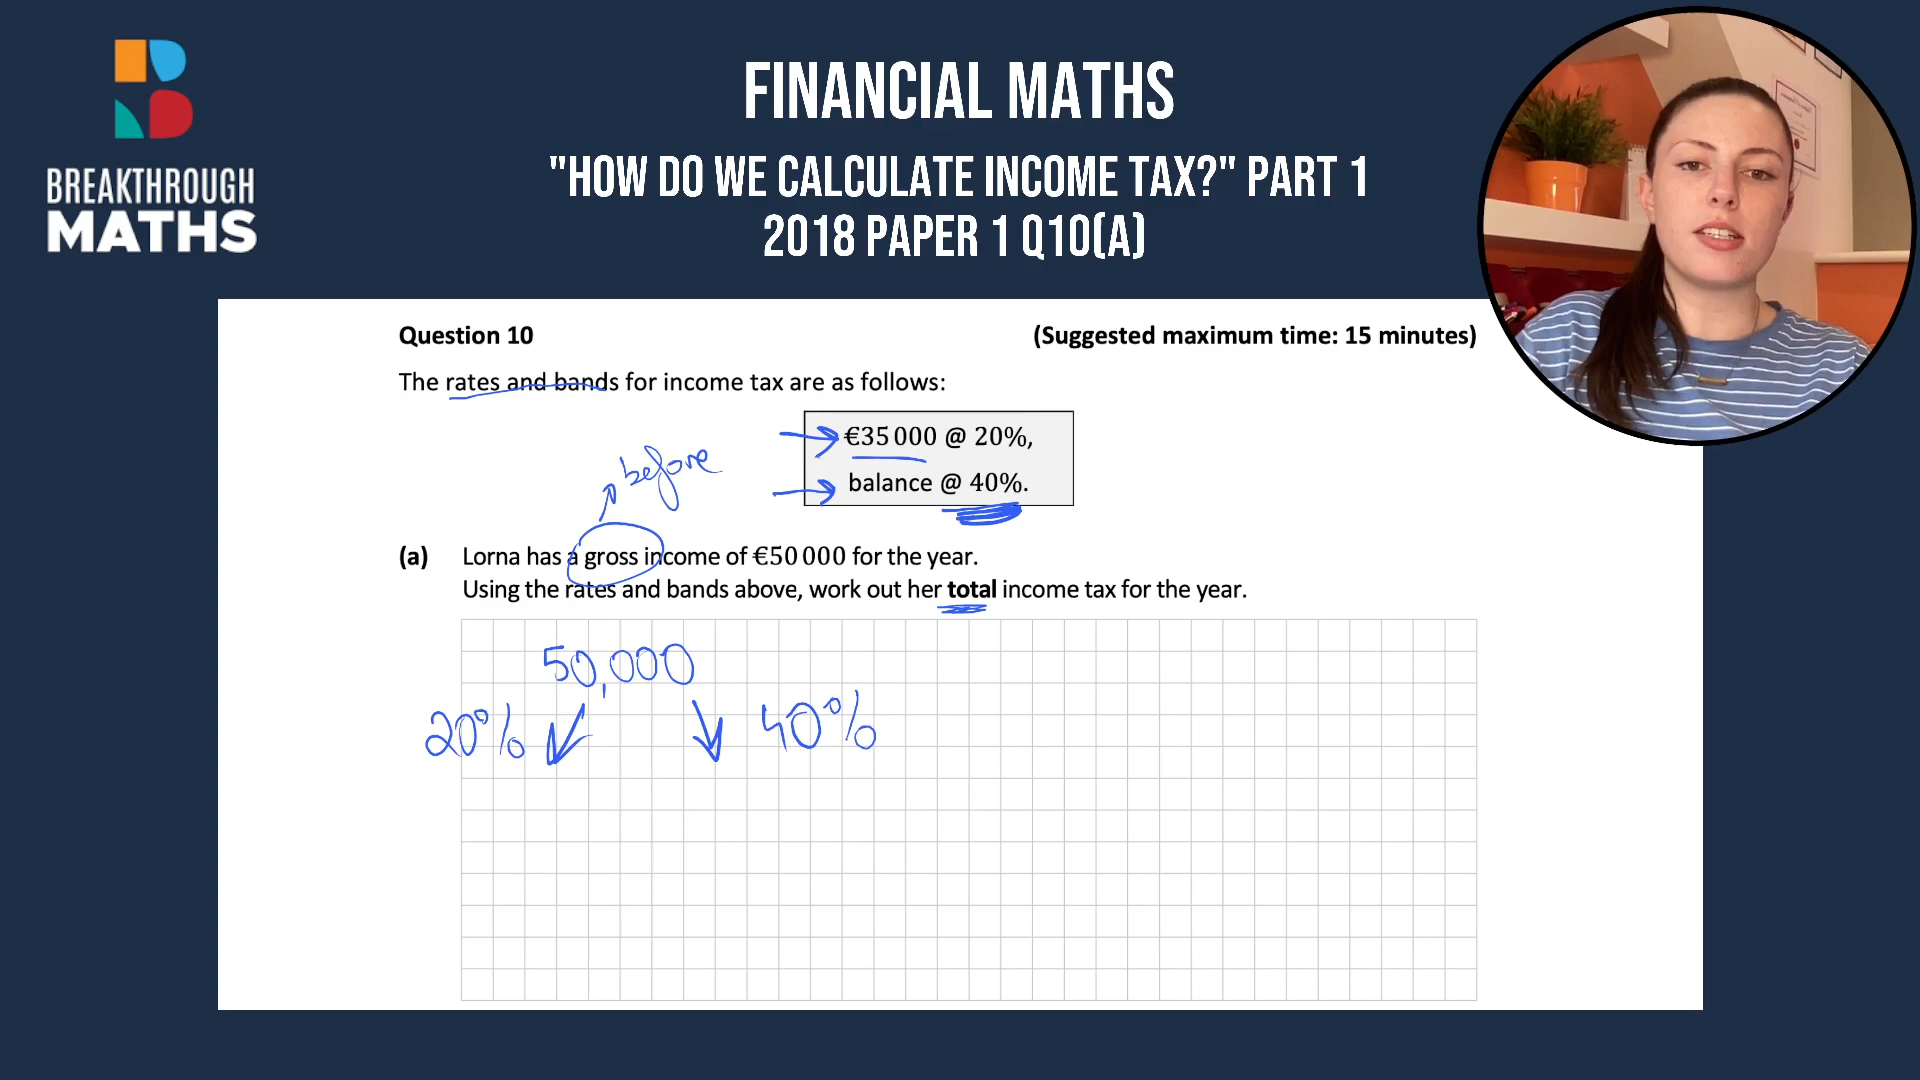 BREAKTHROUGH
MATHS
FINANCIAL MATHS
"HOW DO WE CALCULATE INCOME TAX?" PART 1
2018 PAPER 1 Q10(A)
Question 10
(Suggested maximum time: 15 minutes)
The rates and bands for income tax are as follows:
€35 000 @ 20%,
balance @ 40%.
before
(a) Lorna has a gross income of €50 000 for the year.
Using the rates and bands above, work out her total income tax for the year.
50,000
20% 40%